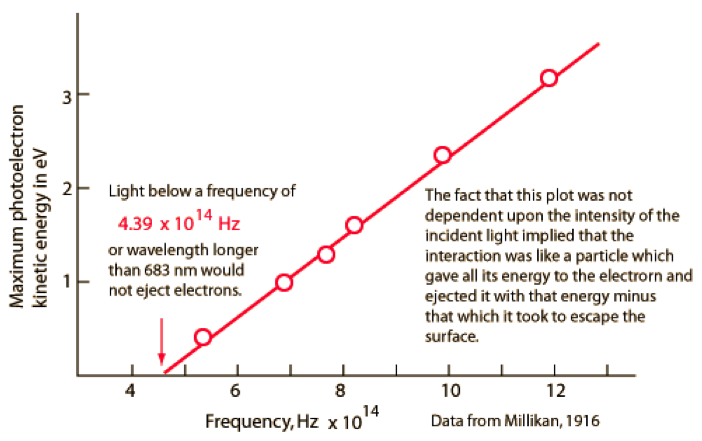 Maximum photoelectron
kinetic energy in eV
3
2
1
Light below a frequency of
4.39 x 10¹⁴ Hz
or wavelength longer
than 683 nm would
not eject electrons.
The fact that this plot was not
dependent upon the intensity of the
incident light implied that the
interaction was like a particle which
gave all its energy to the electrorn and
ejected it with that energy minus
that which it took to escape the
surface.
4 6 8 10 12
Frequency, Hz x 10¹⁴
Data from Millikan, 1916